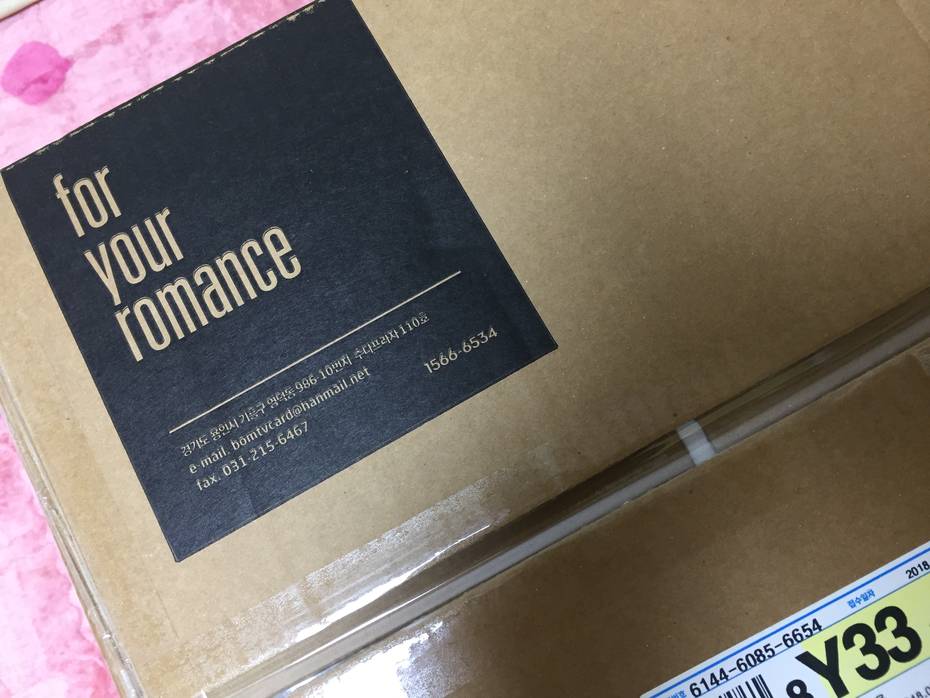 for
your
romance
경기도 용인시 기흥구 영덕동 986-10번지 수다프라자 110호
e-mail. bomtvcard@hanmail.net
fax. 031-215-6467
1566-6534
2018.
접수일자
6144-6085-6654
Y33